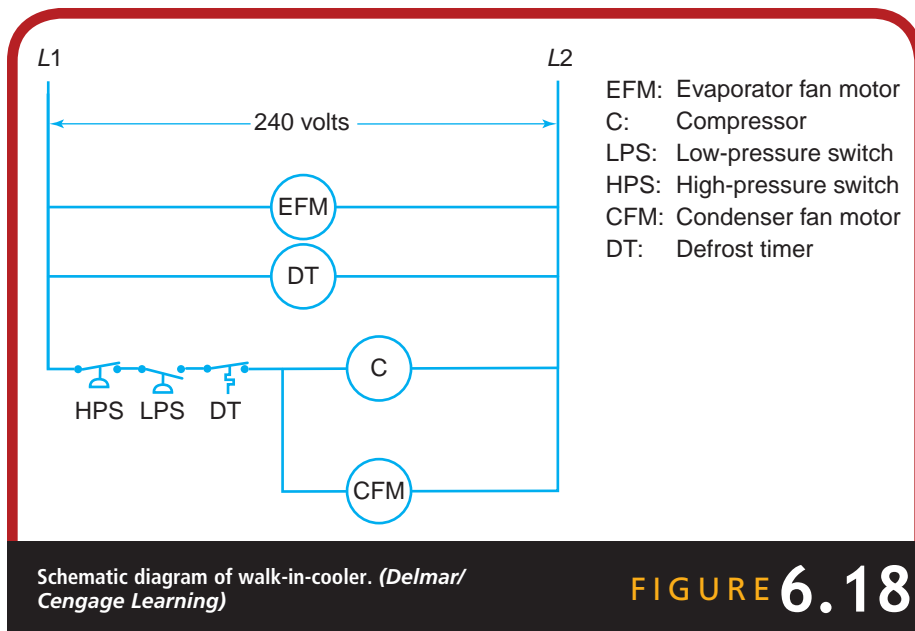 L1
L2
240 volts
EFM
DT
C
HPS LPS DT
CFM
EFM: Evaporator fan motor
C: Compressor
LPS: Low-pressure switch
HPS: High-pressure switch
CFM: Condenser fan motor
DT: Defrost timer
Schematic diagram of walk-in-cooler. (Delmar/
Cengage Learning)
FIGURE 6.18